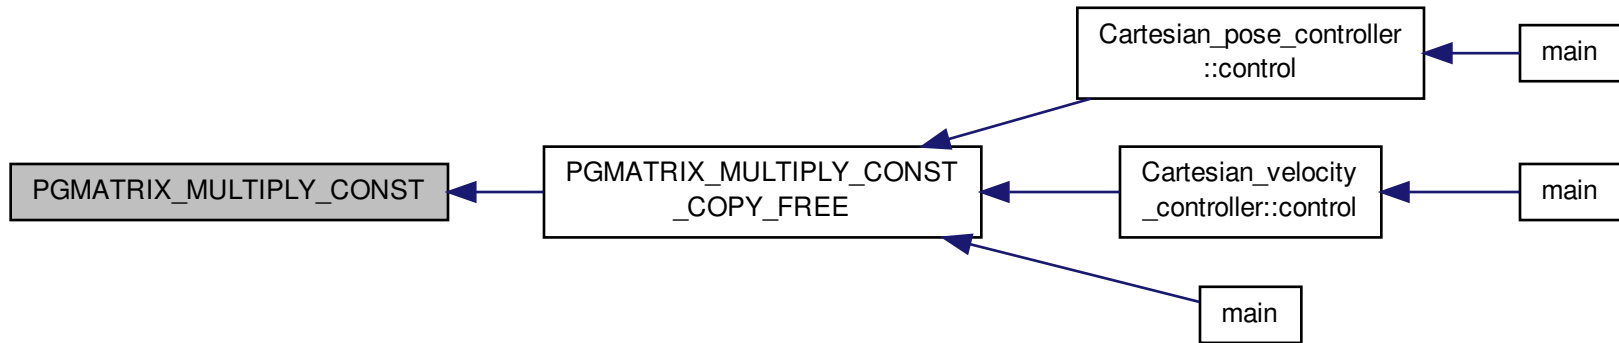 PGMATRIX_MULTIPLY_CONST
PGMATRIX_MULTIPLY_CONST
_COPY_FREE
Cartesian_pose_controller
::control
main
Cartesian_velocity
_controller::control
main
main